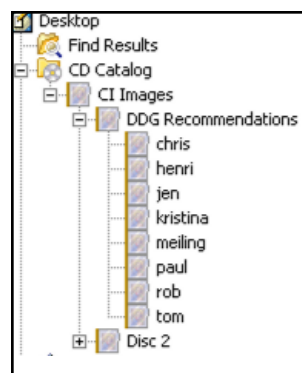 Desktop
Find Results
CD Catalog
CI Images
DDG Recommendations
chris
henri
jen
kristina
meiling
paul
rob
tom
Disc 2